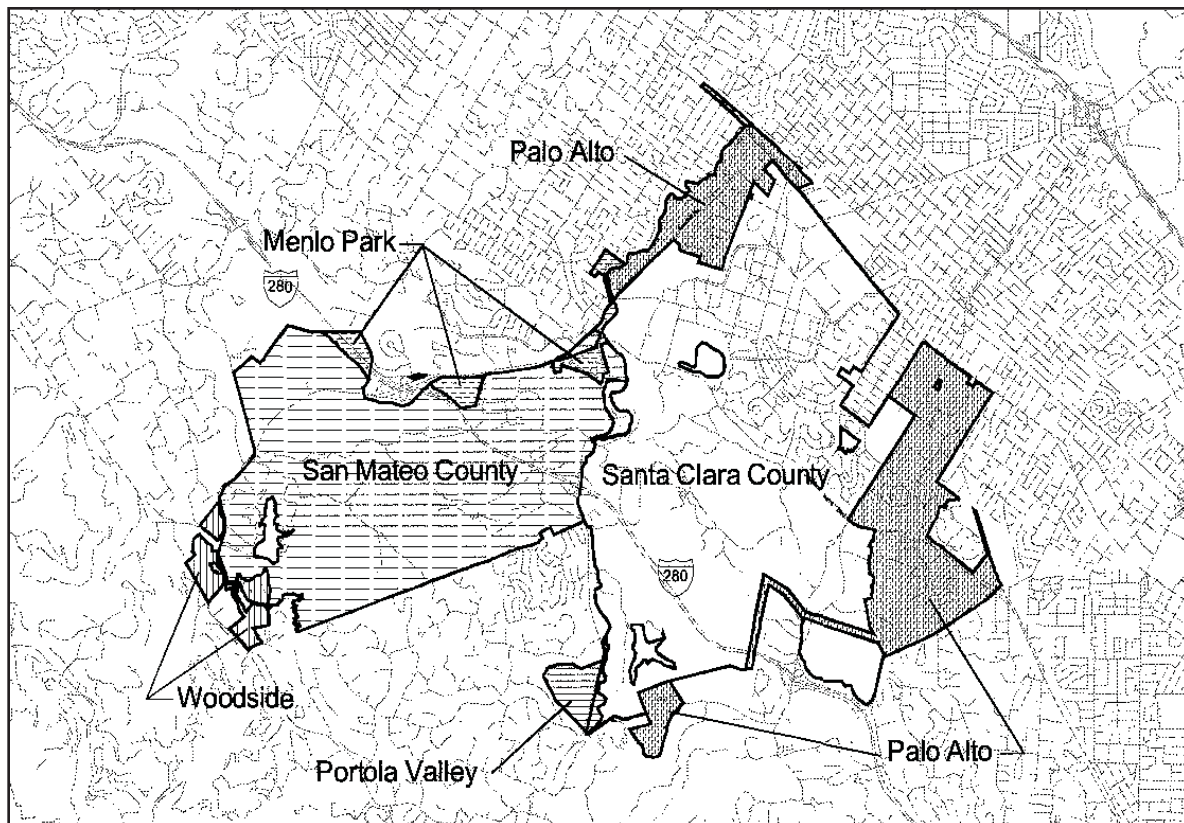 Palo Alto
Menlo Park
280
San Mateo County
Santa Clara County
280
Woodside
Portola Valley
Palo Alto